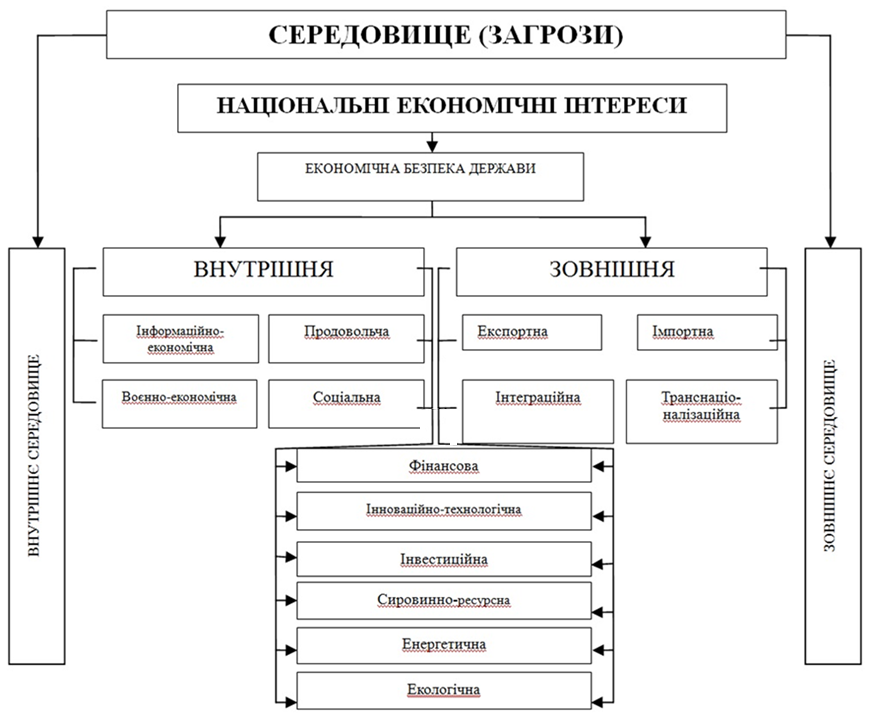 СЕРЕДОВИЩЕ (ЗАГРОЗИ)
НАЦІОНАЛЬНІ ЕКОНОМІЧНІ ІНТЕРЕСИ
ЕКОНОМІЧНА БЕЗПЕКА ДЕРЖАВИ
ВНУТРІШНЯ
ЗОВНІШНЯ
Інформаційно-
економічна
Продовольча
Експортна
Імпортна
Воєнно-економічна
Соціальна
Інтеграційна
Транснаціо-
налізаційна
ВНУТРІШНЄ СЕРЕДОВИЩЕ
ЗОВНІШНЄ СЕРЕДОВИЩЕ
Фінансова
Інноваційно-технологічна
Інвестиційна
Сировинно-ресурсна
Енергетична
Екологічна